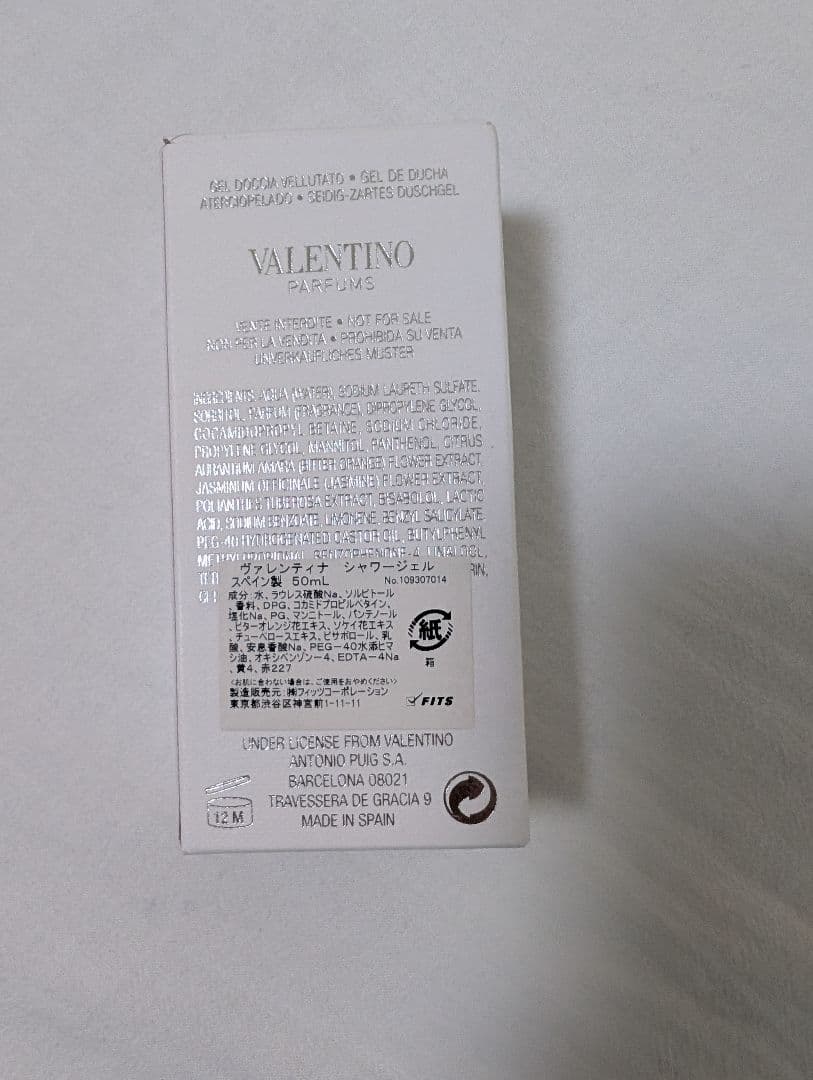 GEL DOCCIA VELLUTATO • GEL DE DUCHA
ATERCIOPELADO • SEIDIG-ZARTES DUSCHGEL
VALENTINO
PARFUMS
VENTE INTERDITE • NOT FOR SALE
NON PER LA VENDITA • PROHIBIDA SU VENTA
UNVERKÄUFLICHES MUSTER
INGREDIENTS: AQUA (WATER), SODIUM LAURETH SULFATE,
SORBITOL, PARFUM (FRAGRANCE), DIPROPYLENE GLYCOL,
COCAMIDOPROPYL BETAINE, SODIUM CHLORIDE,
PROPYLENE GLYCOL, MANNITOL, PANTHENOL, CITRUS
AURANTIUM AMARA (BITTER ORANGE) FLOWER EXTRACT,
JASMINUM OFFICINALE (JASMINE) FLOWER EXTRACT,
POLIANTHES TUBEROSA EXTRACT, BISABOLOL, LACTIC
ACID, SODIUM BENZOATE, LIMONENE, BENZYL SALICYLATE,
PEG-40 HYDROGENATED CASTOR OIL, BUTYLPHENYL
METHYLPROPIONAL, BENZOPHENONE-4, LINALOOL,
ヴァレンティナ シャワージェル
スペイン製 50mL No.109307014
成分:水、ラウレス硫酸Na、ソルビトール
、香料、DPG、コカミドプロピルベタイン、
塩化Na、PG、マンニトール、パンテノール
、ビターオレンジ花エキス、ソケイ花エキス
、チューベロースエキス、ビサボロール、乳
酸、安息香酸Na、PEG-40水添ヒマ
シ油、オキシベンゾン-4、EDTA-4Na
、黄4、赤227
紙
箱
<お肌に合わない場合は、ご使用をおやめください>
製造販売元:㈱フィッツコーポレーション
東京都渋谷区神宮前1-11-11
FITS
UNDER LICENSE FROM VALENTINO
ANTONIO PUIG S.A.
BARCELONA 08021
TRAVESSERA DE GRACIA 9
MADE IN SPAIN
12 M